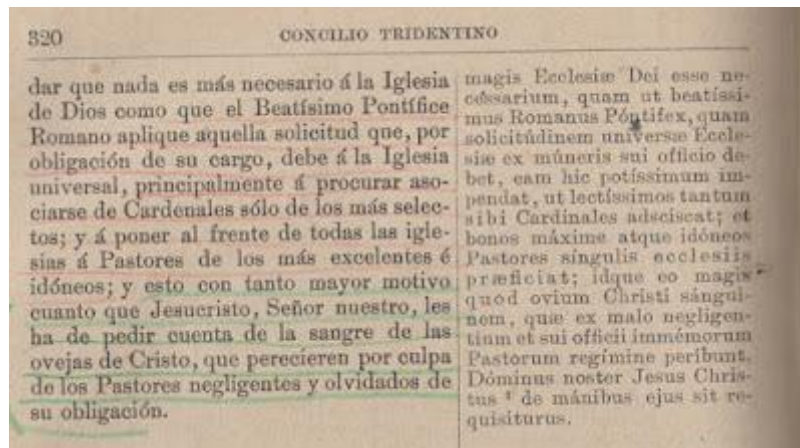 320
CONCILIO TRIDENTINO
dar que nada es más necesario á la Iglesia
de Dios como que el Beatísimo Pontífice
Romano aplique aquella solicitud que, por
obligación de su cargo, debe á la Iglesia
universal, principalmente á procurar aso-
ciarse de Cardenales sólo de los más selec-
tos; y á poner al frente de todas las igle-
sias á Pastores de los más excelentes é
idóneos; y esto con tanto mayor motivo
cuanto que Jesucristo, Señor nuestro, les
ha de pedir cuenta de la sangre de las
ovejas de Cristo, que perecieren por culpa
de los Pastores negligentes y olvidados de
su obligación.
magis Ecclesiæ Dei esse ne-
cessarium, quam ut beatíssi-
mus Romanus Póntifex, quam
solicitúdinem univérsæ Eccle-
siæ ex múneris sui officio de-
bet, eam hic potíssimum im-
pendat, ut lectíssimos tantum
sibi Cardinales adsciscat; et
bonos máxime atque idóneos
Pastores síngulis ecclesiis
præficiat; idque eo magis
quod ovium Christi sángui-
nem, quæ ex malo negligen-
tium et sui officii immémorum
Pastorum regímine peribunt,
Dóminus noster Jesus Chris-
tus de mánibus ejus sit re-
quisiturus.